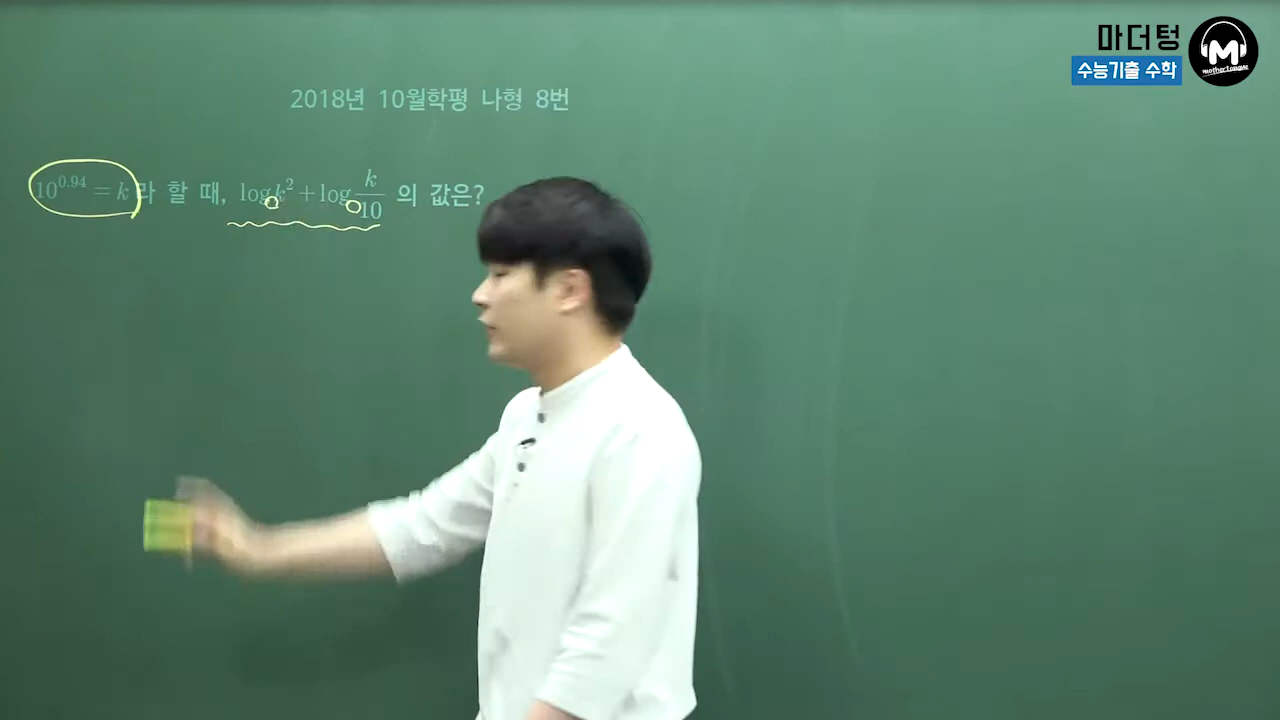 마더텅
수능기출 수학
M
mothertongue
2018년 10월학평 나형 8번
10^0.94 = k 라 할 때, log k^2 + log k/10 의 값은?